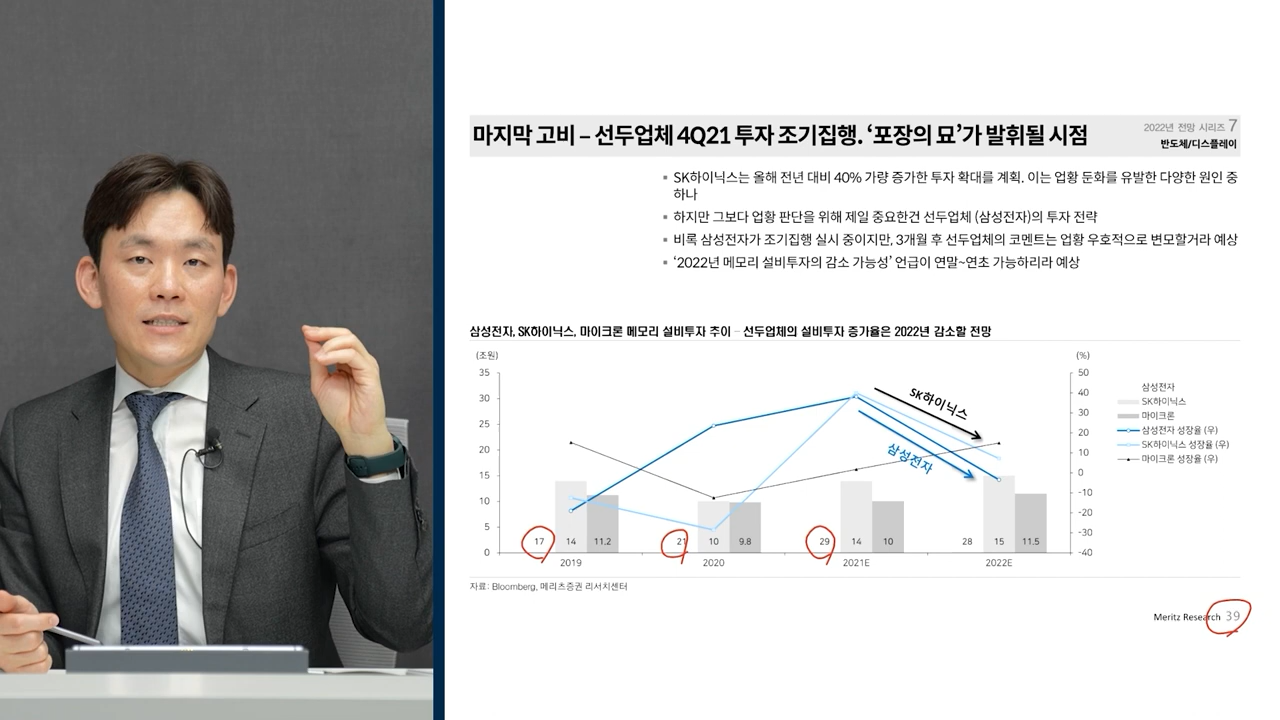 마지막 고비 – 선두업체 4Q21 투자 조기집행. ‘포장의 묘’가 발휘될 시점
2022년 전망 시리즈 7
반도체/디스플레이
▪ SK하이닉스는 올해 전년 대비 40% 가량 증가한 투자 확대를 계획. 이는 업황 둔화를 유발한 다양한 원인 중
하나
▪ 하지만 그보다 업황 판단을 위해 제일 중요한건 선두업체 (삼성전자)의 투자 전략
▪ 비록 삼성전자가 조기집행 실시 중이지만, 3개월 후 선두업체의 코멘트는 업황 우호적으로 변모할거라 예상
▪ ‘2022년 메모리 설비투자의 감소 가능성’ 언급이 연말~연초 가능하리라 예상
삼성전자, SK하이닉스, 마이크론 메모리 설비투자 추이 – 선두업체의 설비투자 증가율은 2022년 감소할 전망
(조원)
(%)
35
30
25
20
15
10
5
0
50
40
30
20
10
0
-10
-20
-30
-40
SK하이닉스
삼성전자
17 14 11.2
21 10 9.8
29 14 10
28 15 11.5
2019 2020 2021E 2022E
삼성전자
SK하이닉스
마이크론
삼성전자 성장율 (우)
SK하이닉스 성장율 (우)
마이크론 성장율 (우)
자료: Bloomberg, 메리츠증권 리서치센터
Meritz Research 39